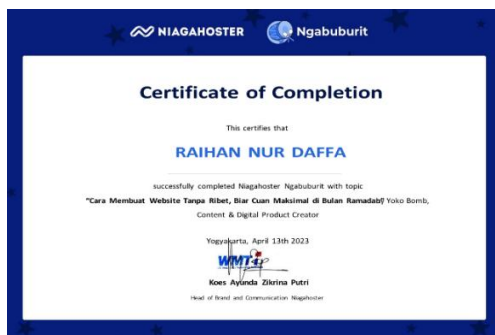 NIAGAHOSTER Ngabuburit
Certificate of Completion
This certifies that
RAIHAN NUR DAFFA
successfully completed Niagahoster Ngabuburit with topic
"Cara Membuat Website Tanpa Ribet, Biar Cuan Maksimal di Bulan Ramadab/ Yoko Bomb,
Content & Digital Product Creator
Yogyakarta, April 13th 2023
WMT
Koes Ayunda Zikrina Putri
Head of Brand and Communication Niagahoster